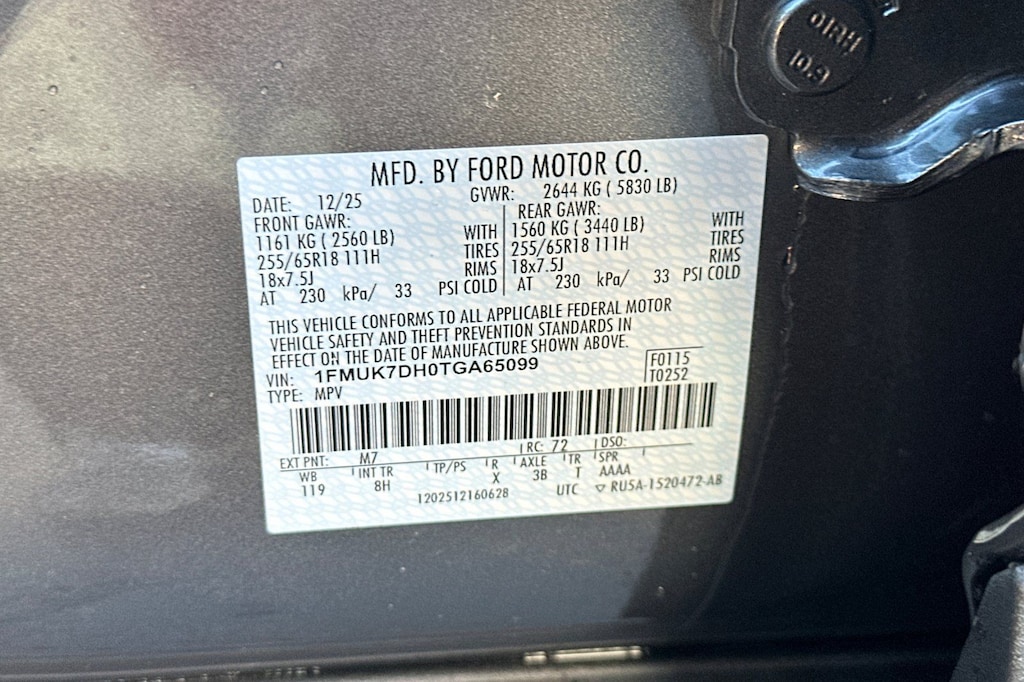 01RH
10.9
MFD. BY FORD MOTOR CO.
DATE: 12/25 GVWR: 2644 KG ( 5830 LB)
FRONT GAWR: REAR GAWR:
1161 KG ( 2560 LB) WITH 1560 KG ( 3440 LB) WITH
255/65R18 111H TIRES 255/65R18 111H TIRES
18x7.5J RIMS 18x7.5J RIMS
AT 230 kPa/ 33 PSI COLD AT 230 kPa/ 33 PSI COLD
THIS VEHICLE CONFORMS TO ALL APPLICABLE FEDERAL MOTOR
VEHICLE SAFETY AND THEFT PREVENTION STANDARDS IN
EFFECT ON THE DATE OF MANUFACTURE SHOWN ABOVE.
VIN: 1FMUK7DH0TGA65099 F0115
TYPE: MPV T0252
EXT PNT: M7 RC: 72 DSO:
WB INT TR TP/PS R AXLE TR SPR
119 8H X 3B T AAAA
1202512160628 UTC ▽ RU5A-1520472-AB